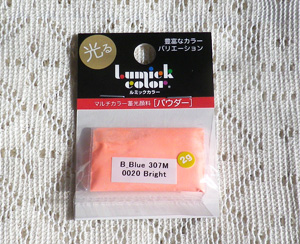 光る
豊富なカラー
バリエーション
Lumick
color.
ルミックカラー
マルチカラー蓄光顔料[パウダー]
B_Blue 307M
0020 Bright
2g